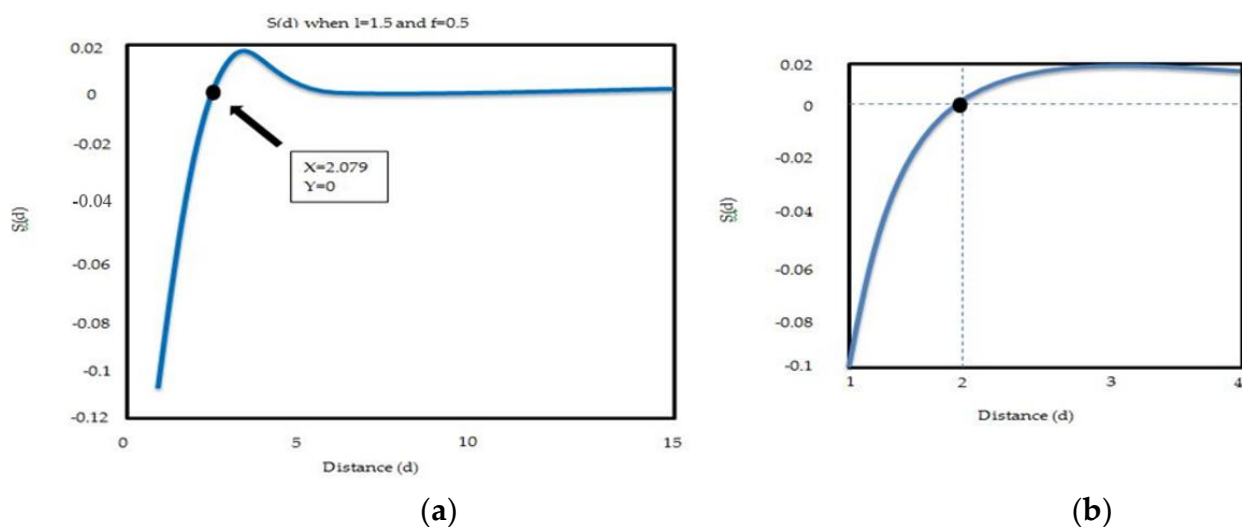 S(d) when l=1.5 and f=0.5
0.02
0
-0.02
-0.04
-0.06
-0.08
-0.1
-0.12
S(d)
X=2.079
Y=0
0
5
10
15
Distance (d)
(a)
0.02
0
-0.02
-0.04
-0.06
-0.08
-0.1
S(d)
1
2
3
4
Distance (d)
(b)